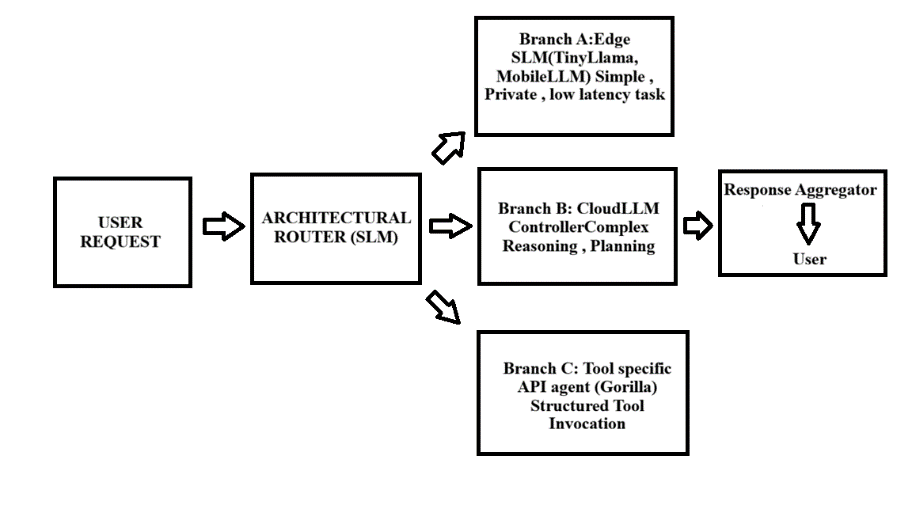 USER
REQUEST
ARCHITECTURAL
ROUTER (SLM)
Branch A:Edge
SLM(TinyLlama,
MobileLLM) Simple ,
Private , low latency task
Branch B: CloudLLM
ControllerComplex
Reasoning , Planning
Branch C: Tool specific
API agent (Gorilla)
Structured Tool
Invocation
Response Aggregator
User